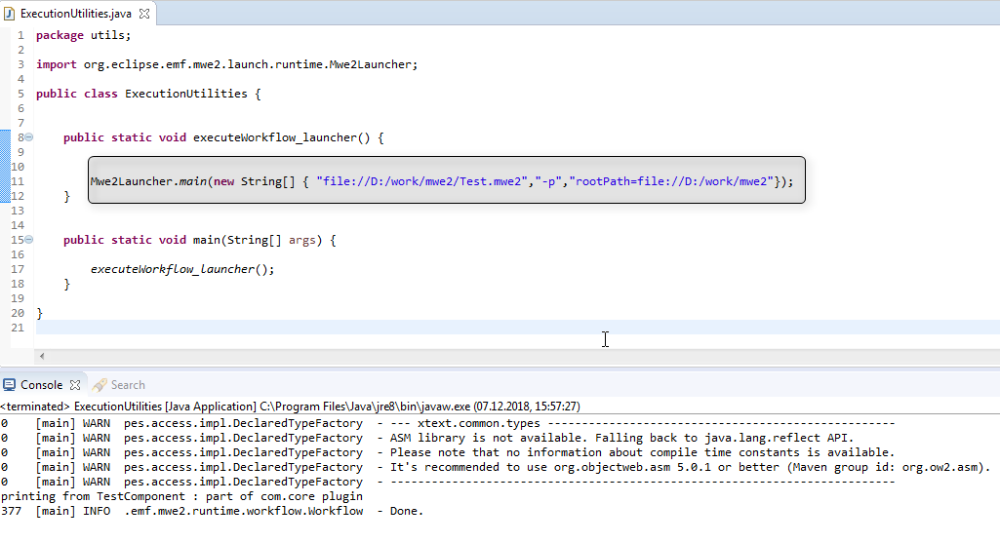 ExecutionUtilities.java
1 package utils;
2
3 import org.eclipse.emf.mwe2.launch.runtime.Mwe2Launcher;
4
5 public class ExecutionUtilities {
6
7
8 public static void executeWorkflow_launcher() {
9
10
11 Mwe2Launcher.main(new String[] { "file://D:/work/mwe2/Test.mwe2","-p","rootPath=file://D:/work/mwe2"});
12 }
13
14
15 public static void main(String[] args) {
16
17 executeWorkflow_launcher();
18 }
19
20 }
21
Console Search
<terminated> ExecutionUtilities [Java Application] C:\Program Files\Java\jre8\bin\javaw.exe (07.12.2018, 15:57:27)
0 [main] WARN pes.access.impl.DeclaredTypeFactory - --- xtext.common.types ---------------------------------------------------
0 [main] WARN pes.access.impl.DeclaredTypeFactory - ASM library is not available. Falling back to java.lang.reflect API.
0 [main] WARN pes.access.impl.DeclaredTypeFactory - Please note that no information about compile time constants is available.
0 [main] WARN pes.access.impl.DeclaredTypeFactory - It's recommended to use org.objectweb.asm 5.0.1 or better (Maven group id: org.ow2.asm).
0 [main] WARN pes.access.impl.DeclaredTypeFactory - --------------------------------------------------------------------------
printing from TestComponent : part of com.core plugin
377 [main] INFO .emf.mwe2.runtime.workflow.Workflow - Done.